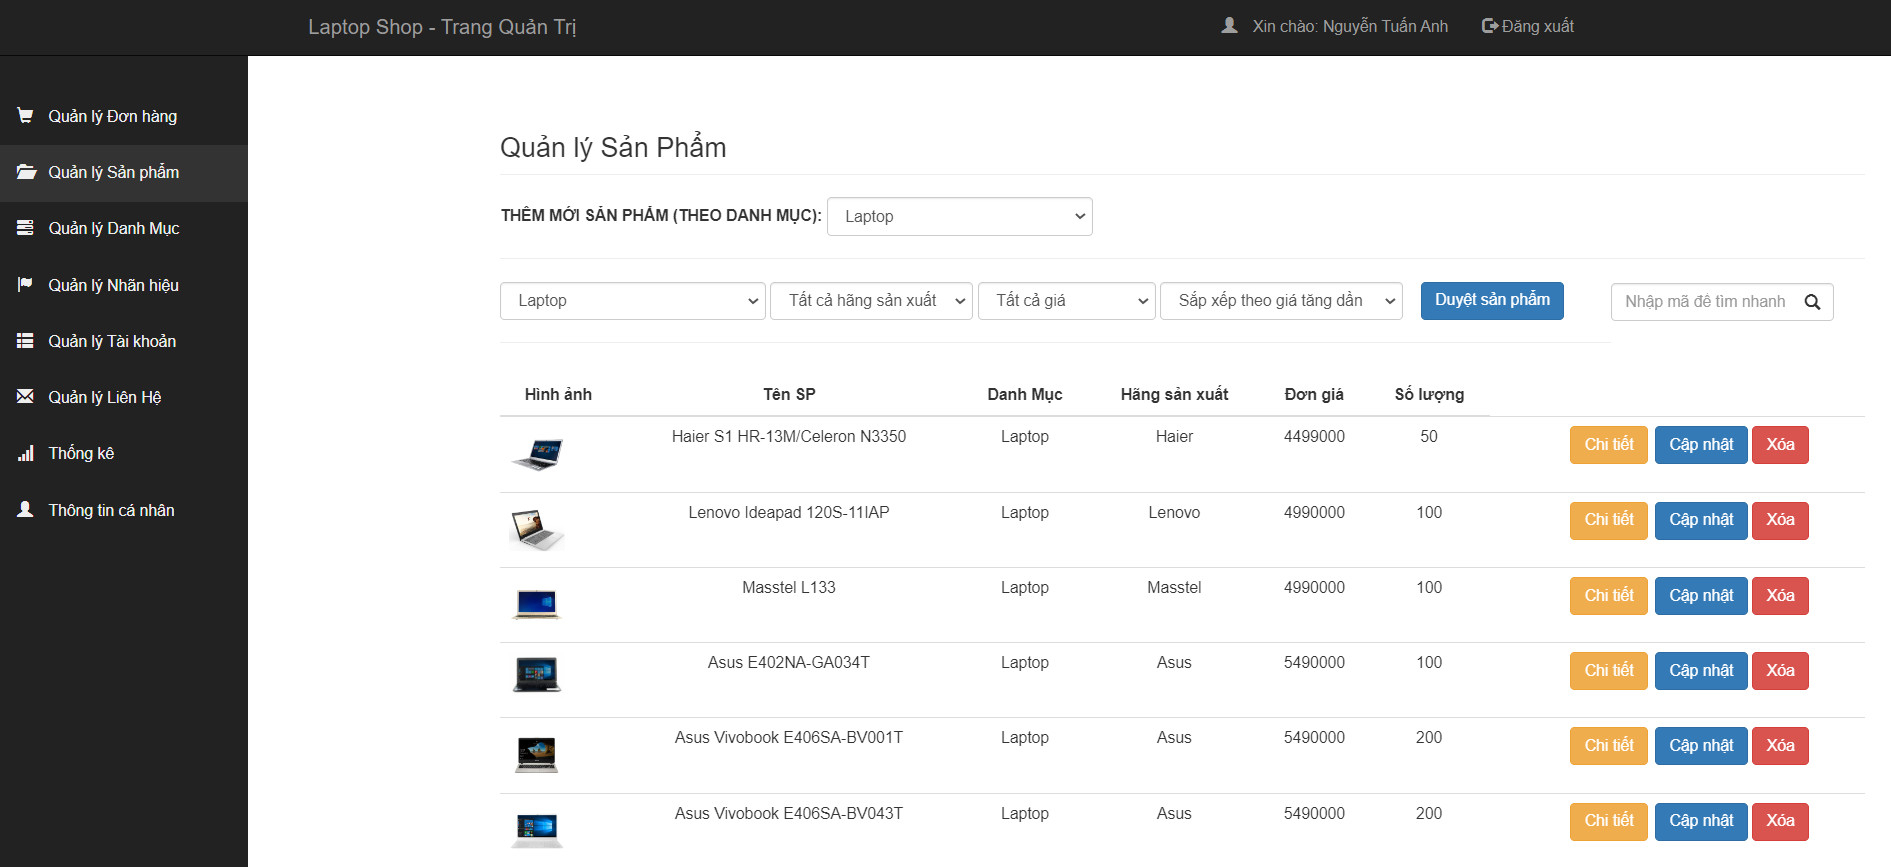 Laptop Shop - Trang Quản Trị
Xin chào: Nguyễn Tuấn Anh
Đăng xuất
Quản lý Đơn hàng
Quản lý Sản phẩm
Quản lý Danh Mục
Quản lý Nhãn hiệu
Quản lý Tài khoản
Quản lý Liên Hệ
Thống kê
Thông tin cá nhân
Quản lý Sản Phẩm
THÊM MỚI SẢN PHẨM (THEO DANH MỤC): Laptop
Laptop Tất cả hãng sản xuất Tất cả giá Sắp xếp theo giá tăng dần Duyệt sản phẩm Nhập mã để tìm nhanh
Hình ảnh Tên SP Danh Mục Hãng sản xuất Đơn giá Số lượng
Haier S1 HR-13M/Celeron N3350 Laptop Haier 4499000 50 Chi tiết Cập nhật Xóa
Lenovo Ideapad 120S-11IAP Laptop Lenovo 4990000 100 Chi tiết Cập nhật Xóa
Masstel L133 Laptop Masstel 4990000 100 Chi tiết Cập nhật Xóa
Asus E402NA-GA034T Laptop Asus 5490000 100 Chi tiết Cập nhật Xóa
Asus Vivobook E406SA-BV001T Laptop Asus 5490000 200 Chi tiết Cập nhật Xóa
Asus Vivobook E406SA-BV043T Laptop Asus 5490000 200 Chi tiết Cập nhật Xóa